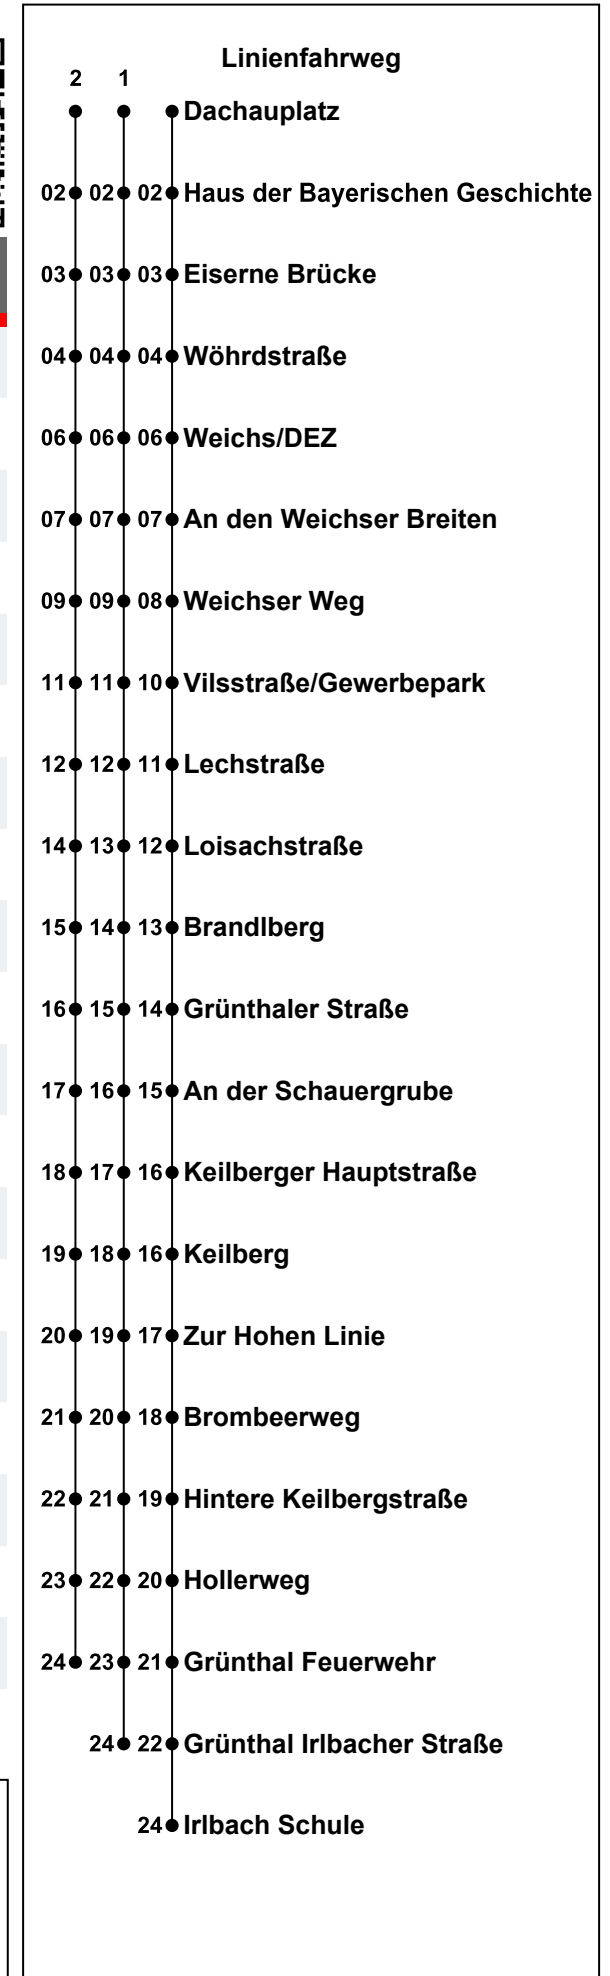 Linienfahrweg
2 1
Dachauplatz
02 02 02 Haus der Bayerischen Geschichte
03 03 03 Eiserne Brücke
04 04 04 Wöhrdstraße
06 06 06 Weichs/DEZ
07 07 07 An den Weichser Breiten
09 09 08 Weichser Weg
11 11 10 Vilsstraße/Gewerbepark
12 12 11 Lechstraße
14 13 12 Loisachstraße
15 14 13 Brandlberg
16 15 14 Grünthaler Straße
17 16 15 An der Schauergrube
18 17 16 Keilberger Hauptstraße
19 18 16 Keilberg
20 19 17 Zur Hohen Linie
21 20 18 Brombeerweg
22 21 19 Hintere Keilbergstraße
23 22 20 Hollerweg
24 23 21 Grünthal Feuerwehr
24 22 Grünthal Irlbacher Straße
24 Irlbach Schule